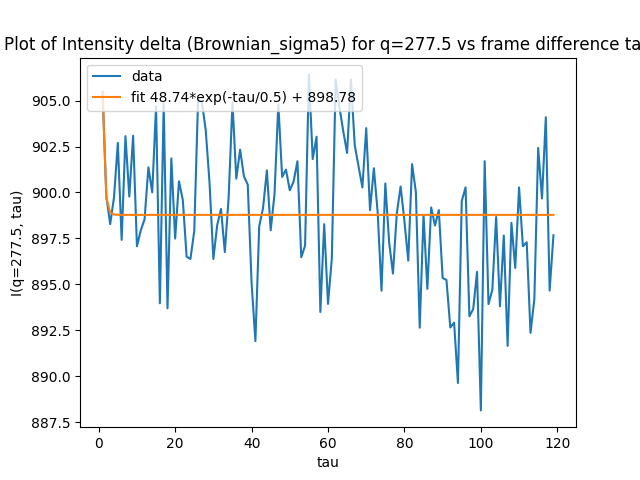 Plot of Intensity delta (Brownian_sigma5) for q=277.5 vs frame difference ta
data
fit 48.74*exp(-tau/0.5) + 898.78
905.0
902.5
900.0
897.5
895.0
892.5
890.0
887.5
I(q=277.5, tau)
0 20 40 60 80 100 120
tau